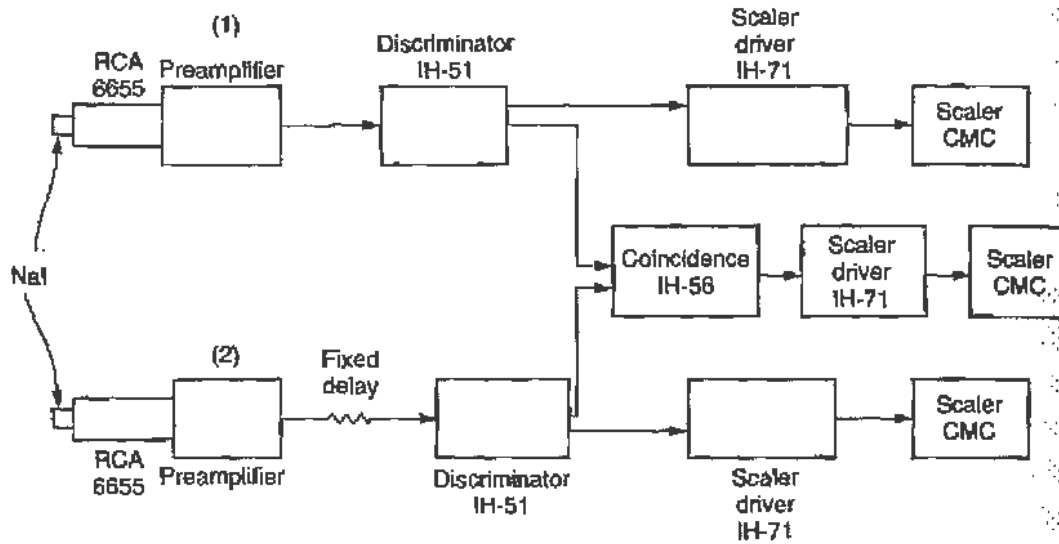 (1)
RCA
6655
Preamplifier
Discriminator
IH-51
Scaler
driver
IH-71
Scaler
CMC
NaI
Coincidence
IH-56
Scaler
driver
IH-71
Scaler
CMC
(2)
Fixed
delay
RCA
6655
Preamplifier
Discriminator
IH-51
Scaler
driver
IH-71
Scaler
CMC